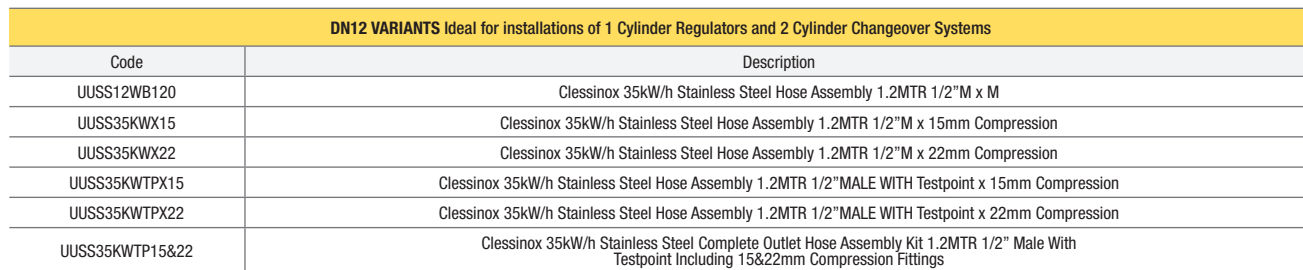 DN12 VARIANTS Ideal for installations of 1 Cylinder Regulators and 2 Cylinder Changeover Systems
Code Description
UUSS12WB120 Clessinox 35kW/h Stainless Steel Hose Assembly 1.2MTR 1/2”M x M
UUSS35KWX15 Clessinox 35kW/h Stainless Steel Hose Assembly 1.2MTR 1/2”M x 15mm Compression
UUSS35KWX22 Clessinox 35kW/h Stainless Steel Hose Assembly 1.2MTR 1/2”M x 22mm Compression
UUSS35KWTPX15 Clessinox 35kW/h Stainless Steel Hose Assembly 1.2MTR 1/2”MALE WITH Testpoint x 15mm Compression
UUSS35KWTPX22 Clessinox 35kW/h Stainless Steel Hose Assembly 1.2MTR 1/2”MALE WITH Testpoint x 22mm Compression
UUSS35KWTP15&22 Clessinox 35kW/h Stainless Steel Complete Outlet Hose Assembly Kit 1.2MTR 1/2” Male With
Testpoint Including 15&22mm Compression Fittings